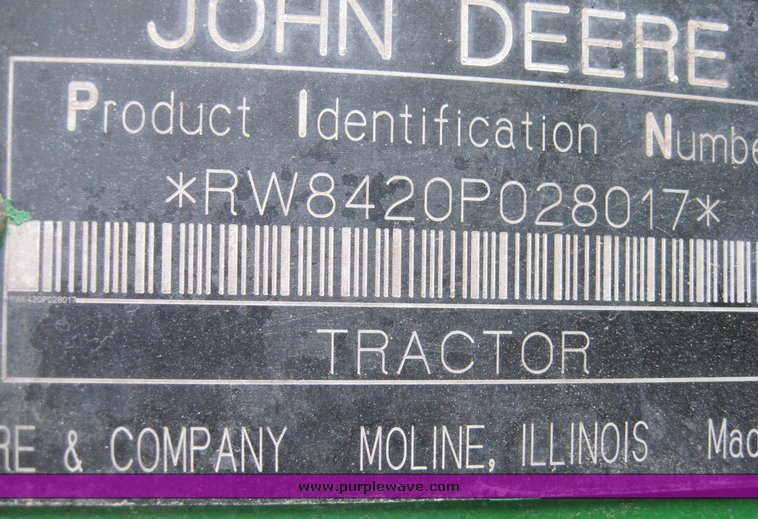 JOHN DEERE
Product Identification Numbe
*RW8420P028017*
RW8420P028017
TRACTOR
RE & COMPANY MOLINE, ILLINOIS Mad
www.purplewave.com